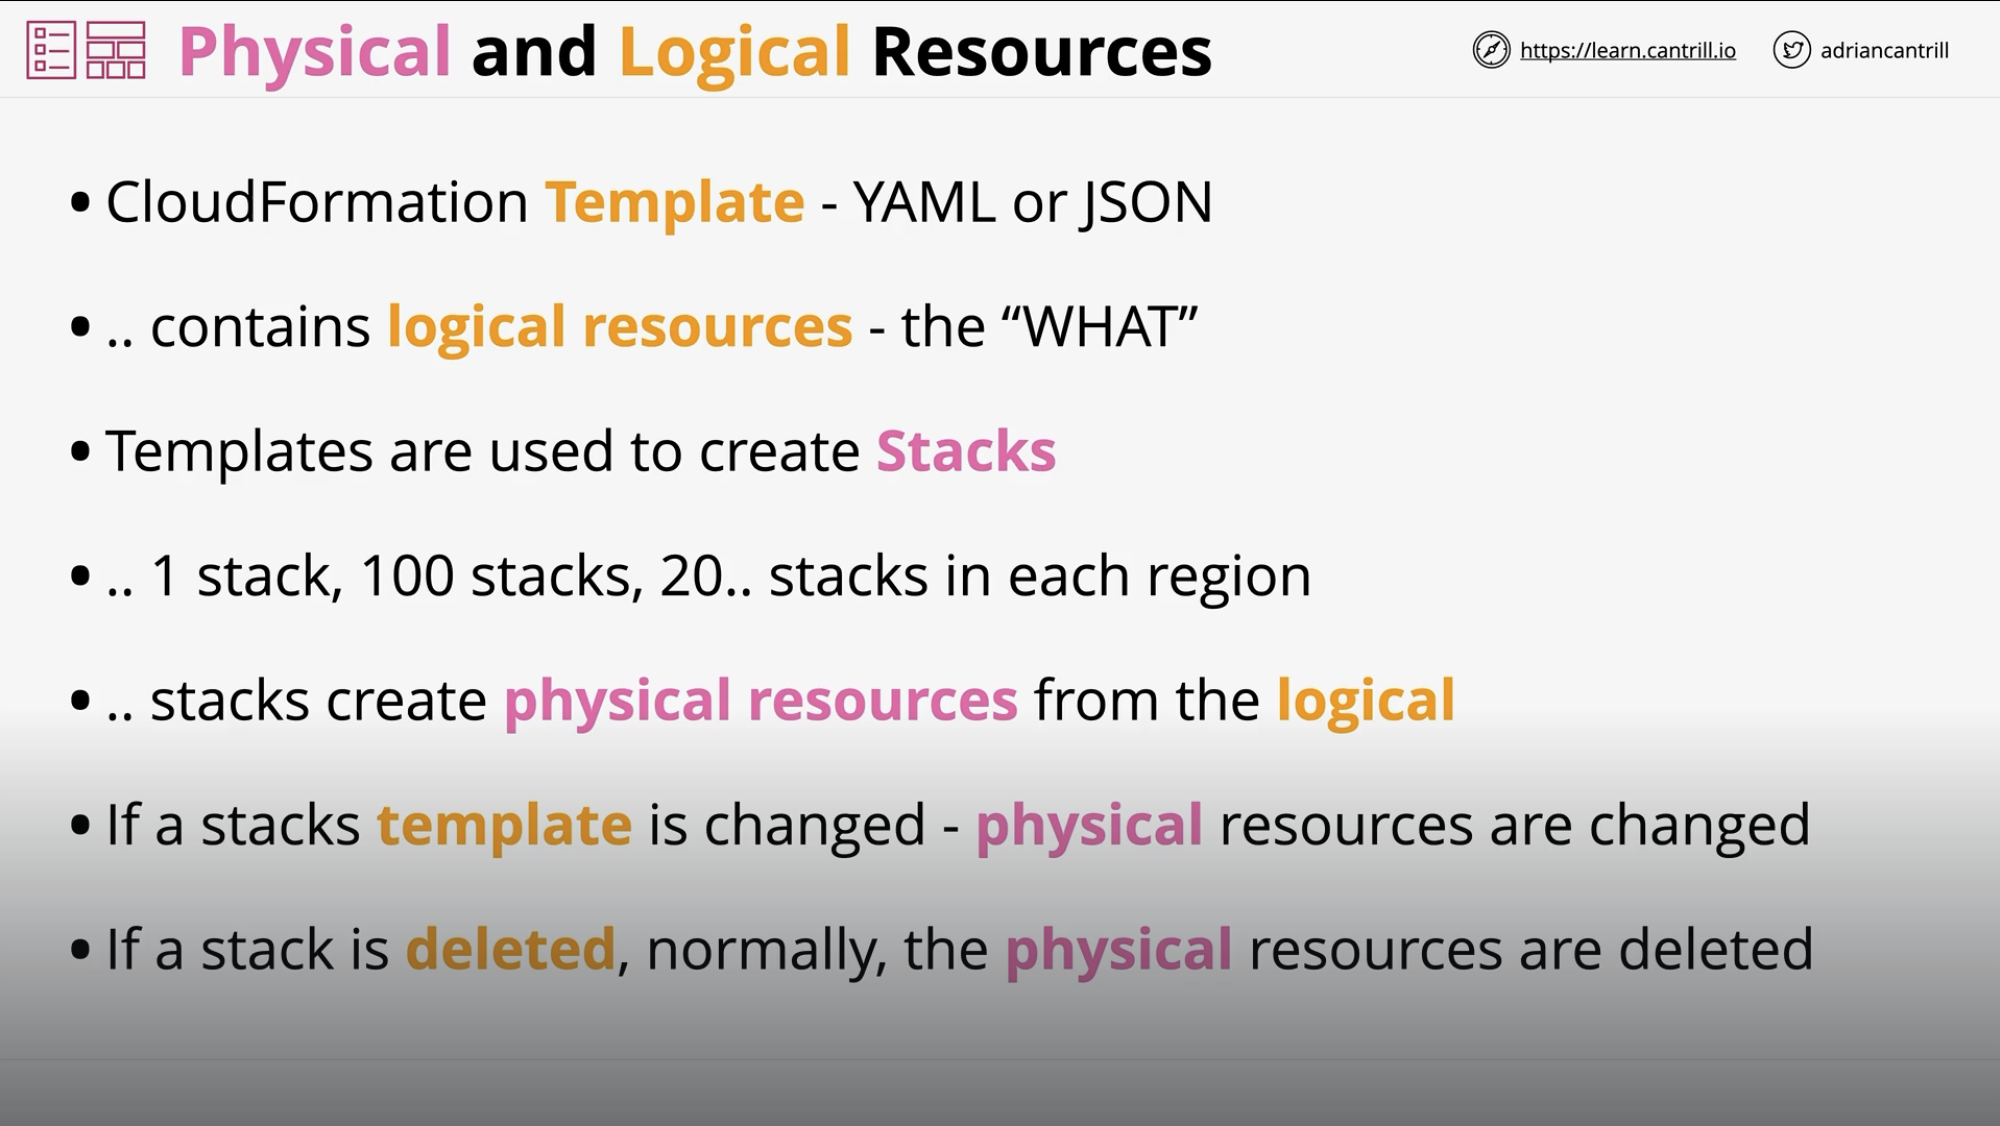 Physical and Logical Resources
https://learn.cantrill.io
adriancantrill
• CloudFormation Template - YAML or JSON
• .. contains logical resources - the “WHAT”
• Templates are used to create Stacks
• .. 1 stack, 100 stacks, 20.. stacks in each region
• .. stacks create physical resources from the logical
• If a stacks template is changed - physical resources are changed
• If a stack is deleted, normally, the physical resources are deleted